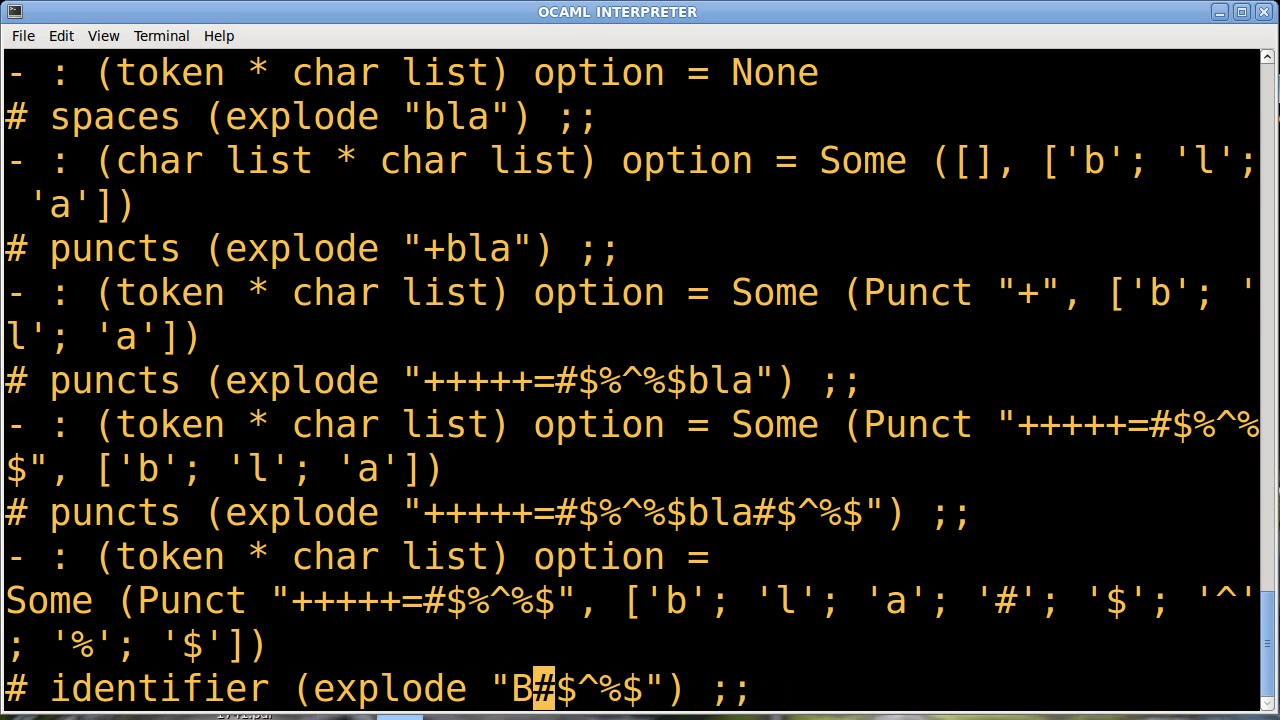 OCAML INTERPRETER
File Edit View Terminal Help
- : (token * char list) option = None
# spaces (explode "bla") ;;
- : (char list * char list) option = Some ([], ['b'; 'l';
 'a'])
# puncts (explode "+bla") ;;
- : (token * char list) option = Some (Punct "+", ['b'; '
l'; 'a'])
# puncts (explode "+++++=#$%^%$bla") ;;
- : (token * char list) option = Some (Punct "+++++=#$%^%
$", ['b'; 'l'; 'a'])
# puncts (explode "+++++=#$%^%$bla#$^%$") ;;
- : (token * char list) option =
Some (Punct "+++++=#$%^%$", ['b'; 'l'; 'a'; '#'; '$'; '^'
; '%'; '$'])
# identifier (explode "B#$^%$") ;;